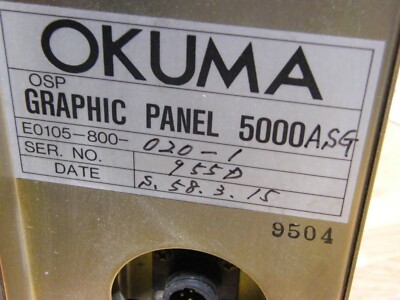 OKUMA
OSP
GRAPHIC PANEL 5000ASG
E0105-800-020-1
SER. NO. 955D
DATE S. 58. 3. 15
9504